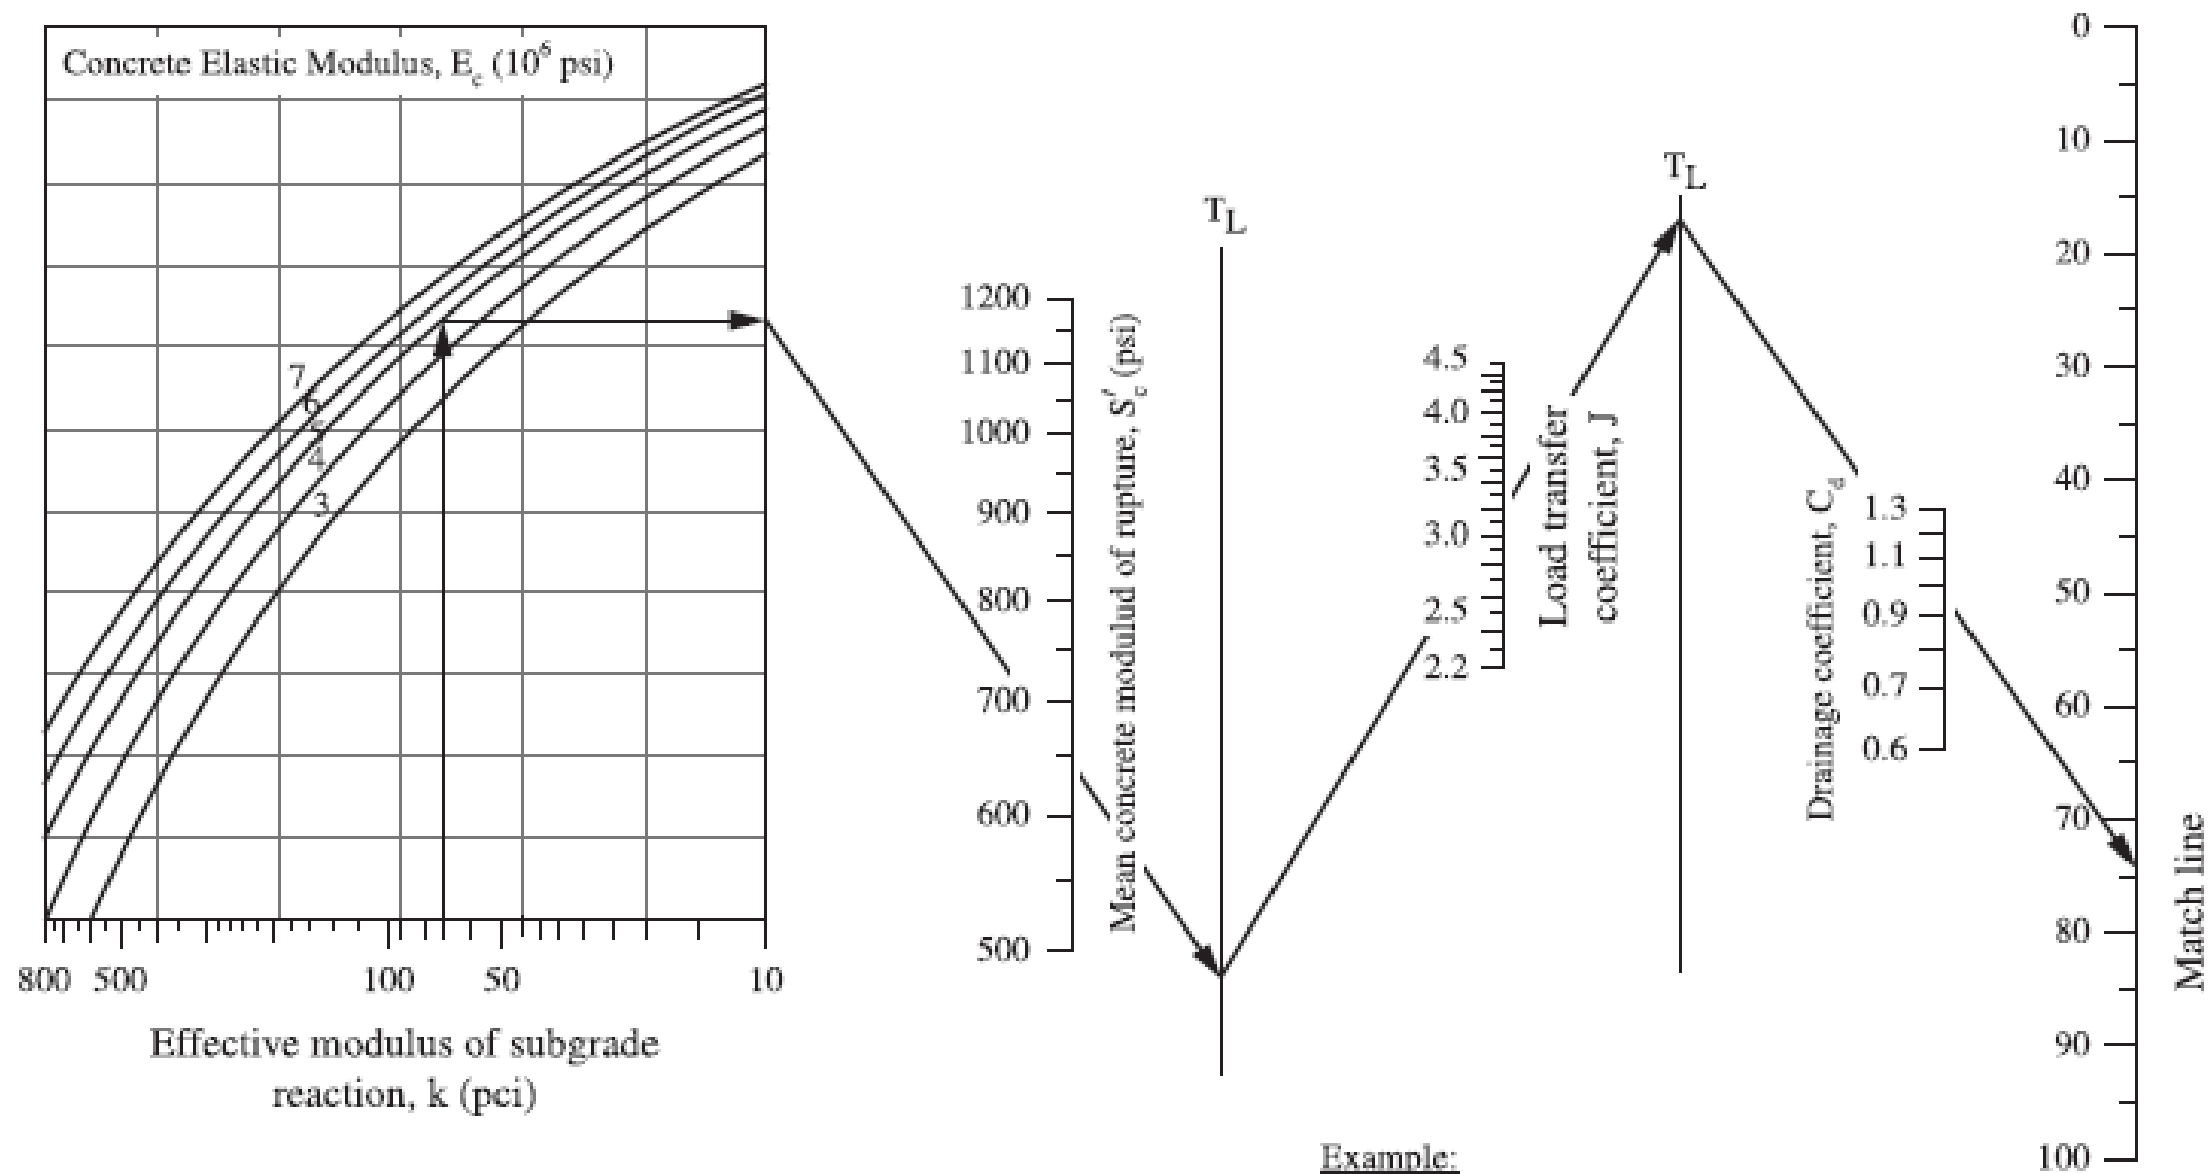 Concrete Elastic Modulus, E_c (10^6 psi)
7
6
5
4
3
800 500 100 50 10
Effective modulus of subgrade
reaction, k (pci)
1200
1100
1000
900
800
700
600
500
Mean concrete modulud of rupture, S'_c (psi)
T_L
4.5
4.0
3.5
3.0
2.5
2.2
Load transfer
coefficient, J
T_L
Drainage coefficient, C_d
1.3
1.1
0.9
0.7
0.6
0
10
20
30
40
50
60
70
80
90
100
Match line
Example: